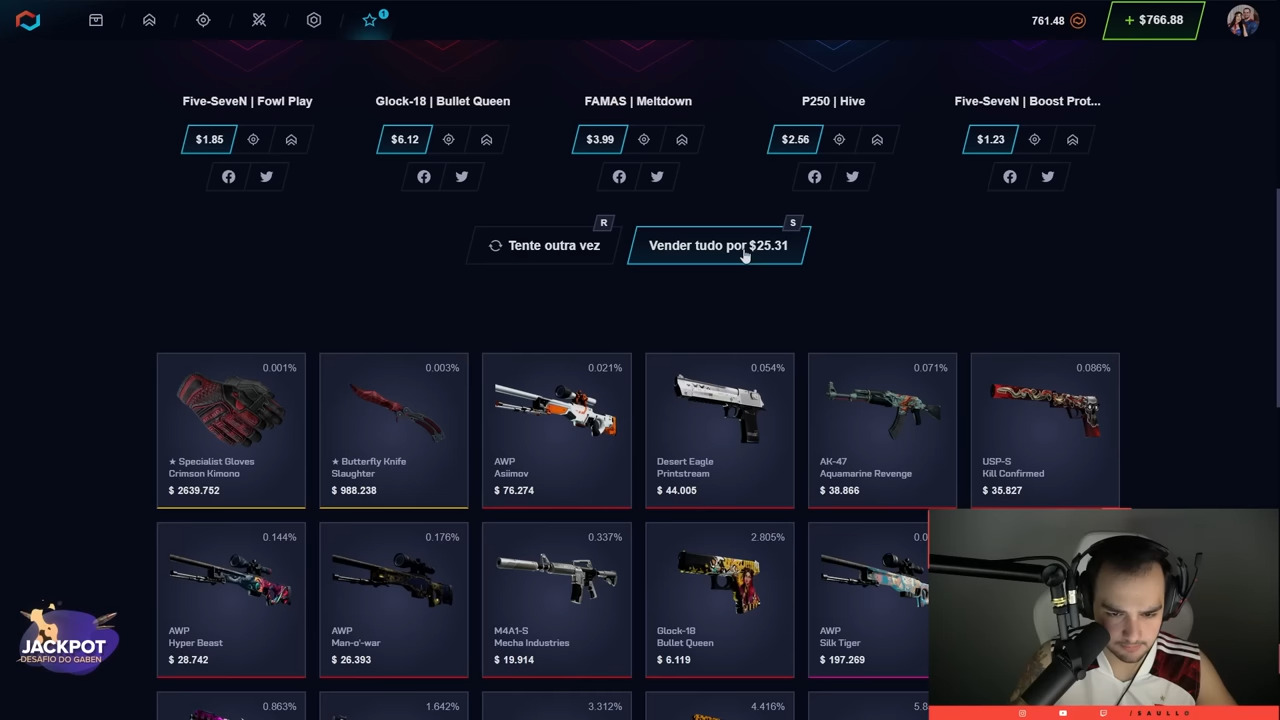 1
761.48
+ $766.88
Five-SeveN | Fowl Play
Glock-18 | Bullet Queen
FAMAS | Meltdown
P250 | Hive
Five-SeveN | Boost Prot...
$1.85
$6.12
$3.99
$2.56
$1.23
R
S
Tente outra vez
Vender tudo por $25.31
0.001%
★ Specialist Gloves
Crimson Kimono
$ 2639.752
0.003%
★ Butterfly Knife
Slaughter
$ 988.238
0.021%
AWP
Asiimov
$ 76.274
0.054%
Desert Eagle
Printstream
$ 44.005
0.071%
AK-47
Aquamarine Revenge
$ 38.866
0.086%
USP-S
Kill Confirmed
$ 35.827
0.144%
AWP
Hyper Beast
$ 28.742
0.176%
AWP
Man-o'-war
$ 26.393
0.337%
M4A1-S
Mecha Industries
$ 19.914
2.805%
Glock-18
Bullet Queen
$ 6.119
0.0
AWP
Silk Tiger
$ 197.269
JACKPOT
DESAFIO DO GABEN
0.863%
1.642%
3.312%
4.416%
5.8
/SAULLO